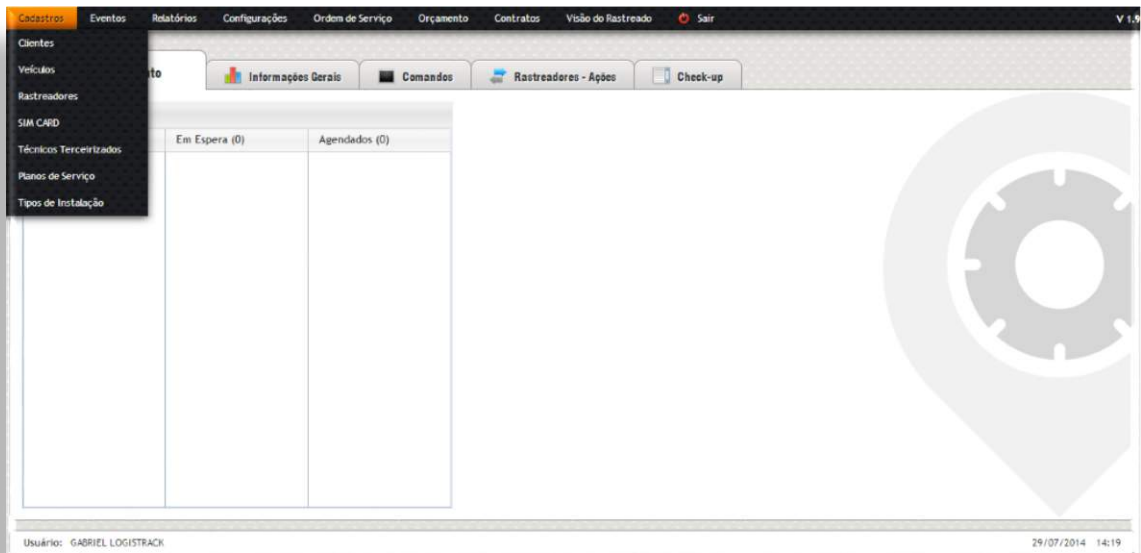 Cadastros Eventos Relatórios Configurações Ordem de Serviço Orçamento Contratos Visão do Rastreado Sair V 1.9
Clientes
Veículos
Rastreadores
SIM CARD
Técnicos Terceirizados
Planos de Serviço
Tipos de Instalação
Informações Gerais Comandos Rastreadores - Ações Check-up
Em Espera (0) Agendados (0)
Usuário: GABRIEL LOGISTRACK 29/07/2014 14:19